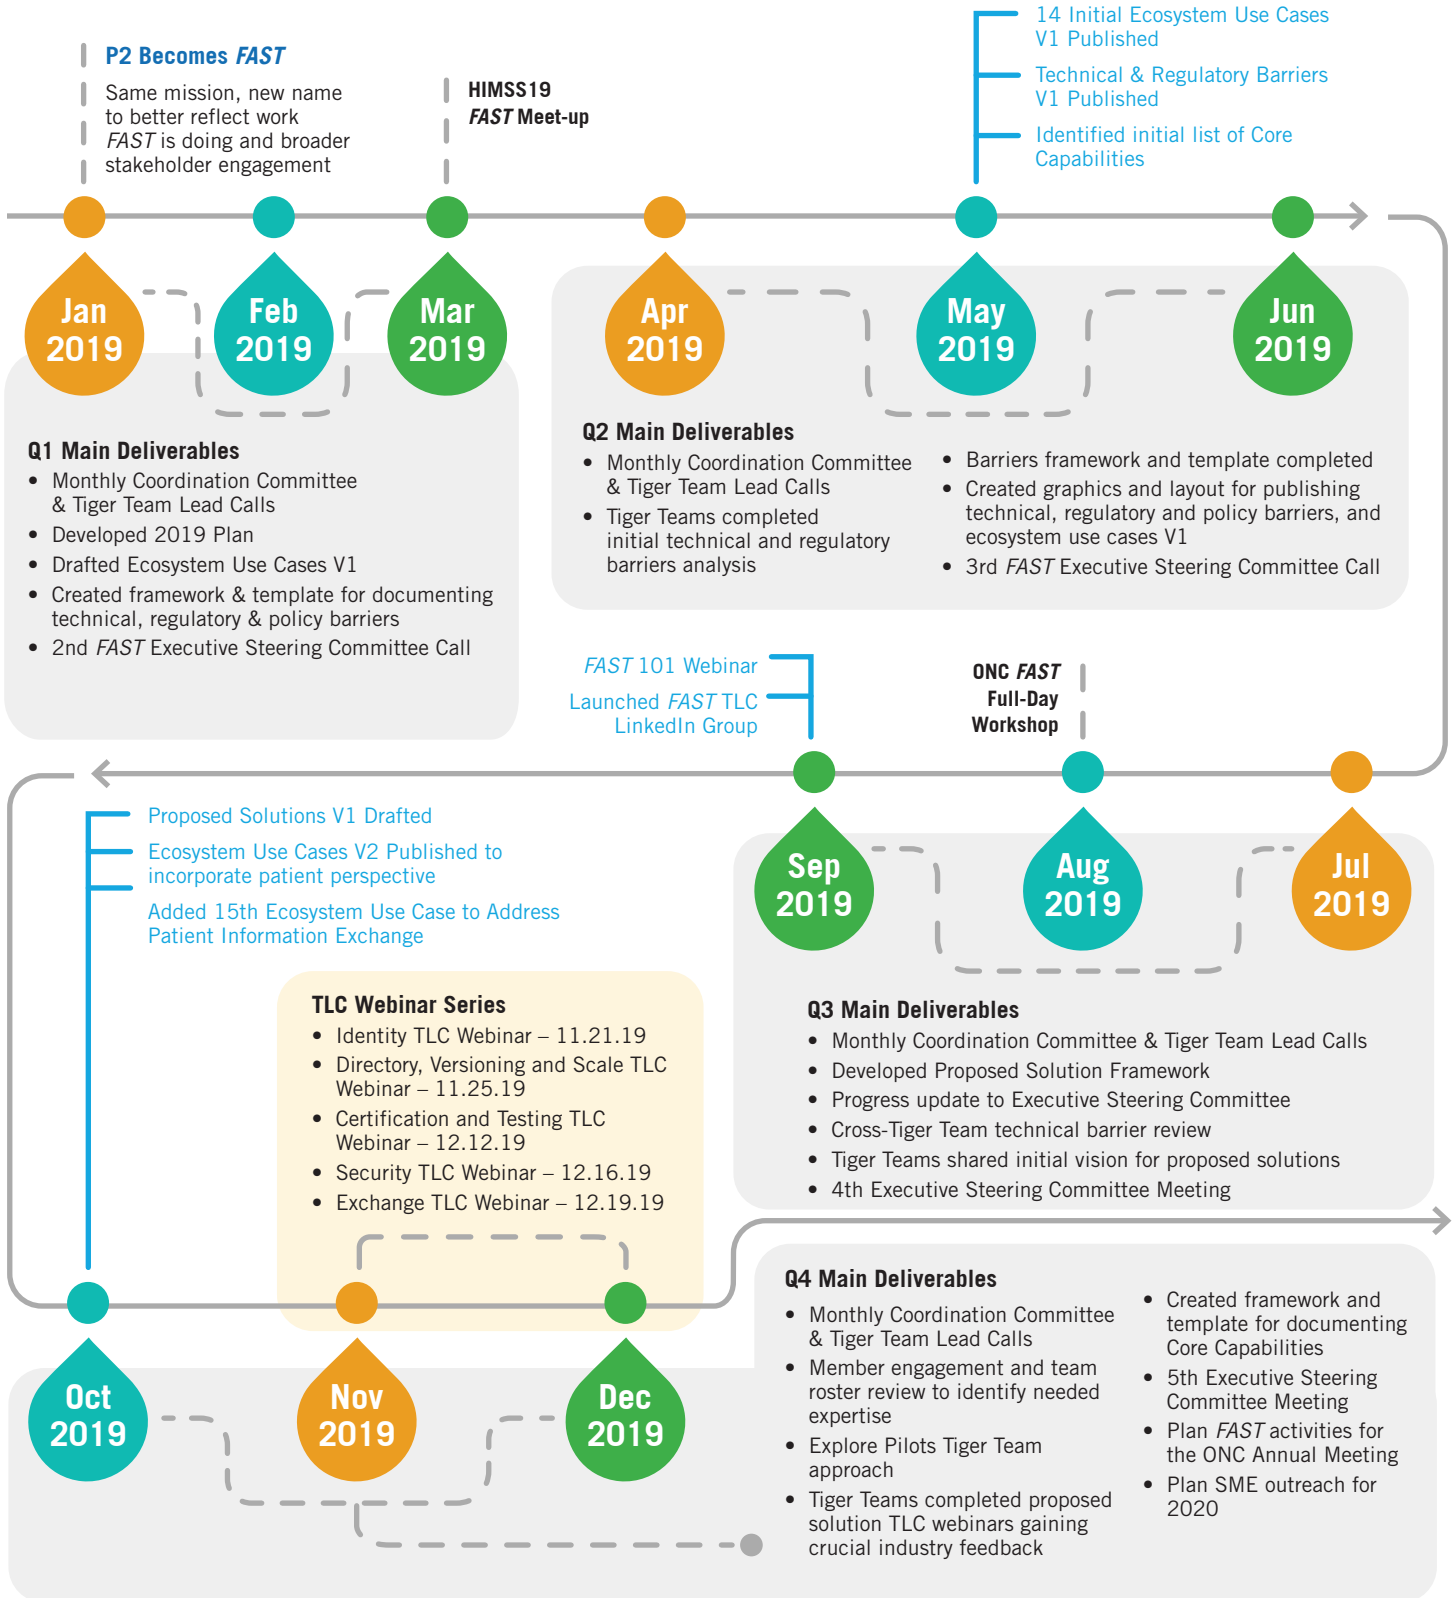 P2 Becomes FAST
Same mission, new name
to better reflect work
FAST is doing and broader
stakeholder engagement
HIMSS19
FAST Meet-up
14 Initial Ecosystem Use Cases
V1 Published
Technical & Regulatory Barriers
V1 Published
Identified initial list of Core
Capabilities
Jan
2019
Feb
2019
Mar
2019
Apr
2019
May
2019
Jun
2019
Q1 Main Deliverables
• Monthly Coordination Committee
& Tiger Team Lead Calls
• Developed 2019 Plan
• Drafted Ecosystem Use Cases V1
• Created framework & template for documenting
technical, regulatory & policy barriers
• 2nd FAST Executive Steering Committee Call
Q2 Main Deliverables
• Monthly Coordination Committee
& Tiger Team Lead Calls
• Tiger Teams completed
initial technical and regulatory
barriers analysis
• Barriers framework and template completed
• Created graphics and layout for publishing
technical, regulatory and policy barriers, and
ecosystem use cases V1
• 3rd FAST Executive Steering Committee Call
FAST 101 Webinar
Launched FAST TLC
LinkedIn Group
ONC FAST
Full-Day
Workshop
Sep
2019
Aug
2019
Jul
2019
Q3 Main Deliverables
• Monthly Coordination Committee & Tiger Team Lead Calls
• Developed Proposed Solution Framework
• Progress update to Executive Steering Committee
• Cross-Tiger Team technical barrier review
• Tiger Teams shared initial vision for proposed solutions
• 4th Executive Steering Committee Meeting
Proposed Solutions V1 Drafted
Ecosystem Use Cases V2 Published to
incorporate patient perspective
Added 15th Ecosystem Use Case to Address
Patient Information Exchange
TLC Webinar Series
• Identity TLC Webinar – 11.21.19
• Directory, Versioning and Scale TLC
Webinar – 11.25.19
• Certification and Testing TLC
Webinar – 12.12.19
• Security TLC Webinar – 12.16.19
• Exchange TLC Webinar – 12.19.19
Oct
2019
Nov
2019
Dec
2019
Q4 Main Deliverables
• Monthly Coordination Committee
& Tiger Team Lead Calls
• Member engagement and team
roster review to identify needed
expertise
• Explore Pilots Tiger Team
approach
• Tiger Teams completed proposed
solution TLC webinars gaining
crucial industry feedback
• Created framework and
template for documenting
Core Capabilities
• 5th Executive Steering
Committee Meeting
• Plan FAST activities for
the ONC Annual Meeting
• Plan SME outreach for
2020